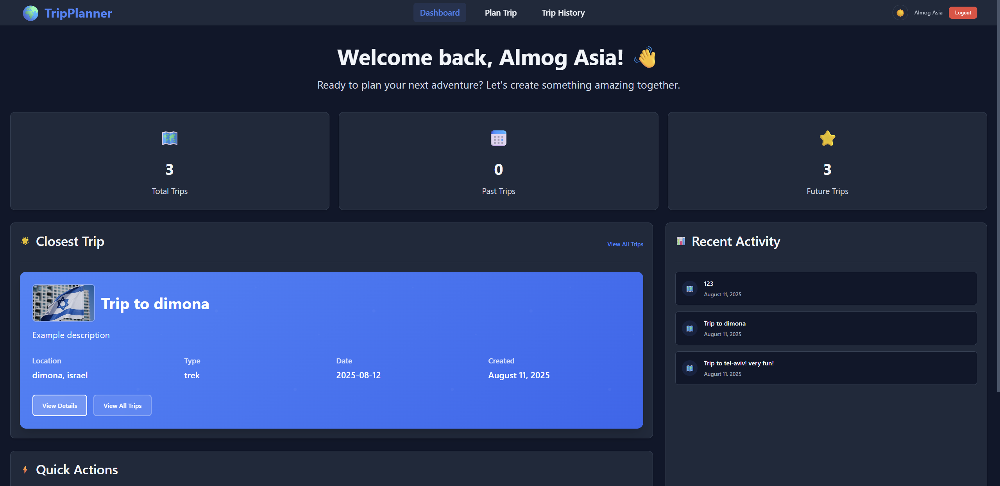 TripPlanner
Dashboard
Plan Trip
Trip History
Almog Asia
Logout
Welcome back, Almog Asia!
Ready to plan your next adventure? Let's create something amazing together.
3
Total Trips
0
Past Trips
3
Future Trips
Closest Trip
View All Trips
Trip to dimona
Example description
Location
dimona, israel
Type
trek
Date
2025-08-12
Created
August 11, 2025
View Details
View All Trips
Recent Activity
123
August 11, 2025
Trip to dimona
August 11, 2025
Trip to tel-aviv! very fun!
August 11, 2025
Quick Actions